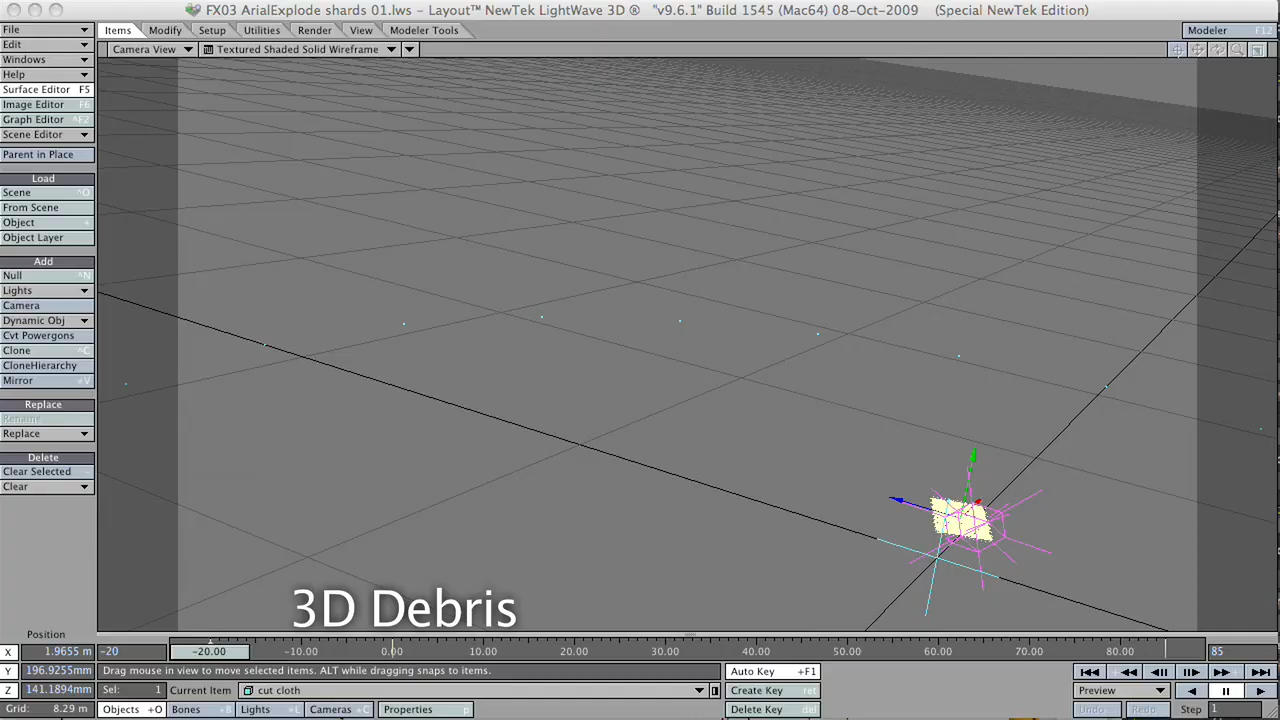 FX03 ArialExplode shards 01.lws – Layout™ NewTek LightWave 3D ® "v9.6.1" Build 1545 (Mac64) 08-Oct-2009 (Special NewTek Edition)
File Items Modify Setup Utilities Render View Modeler Tools Modeler F12
Edit Camera View Textured Shaded Solid Wireframe
Windows
Help
Surface Editor F5
Image Editor F6
Graph Editor ^F2
Scene Editor
Parent in Place
Load
Scene ^O
From Scene
Object +
Object Layer
Add
Null ^N
Lights
Camera
Dynamic Obj
Cvt Powergons
Clone ^C
CloneHierarchy
Mirror #V
Replace
Rename
Replace
Delete
Clear Selected -
Clear
3D Debris
Position
X 1.9655 m -20 -20.00 -10.00 0.00 10.00 20.00 30.00 40.00 50.00 60.00 70.00 80.00 85
Y 196.9255mm Drag mouse in view to move selected items. ALT while dragging snaps to items. Auto Key +F1
Z 141.1894mm Sel: 1 Current Item cut cloth Create Key ret Preview
Grid: 8.29 m Objects +O Bones +B Lights +L Cameras +C Properties p Delete Key del Undo Redo Step 1